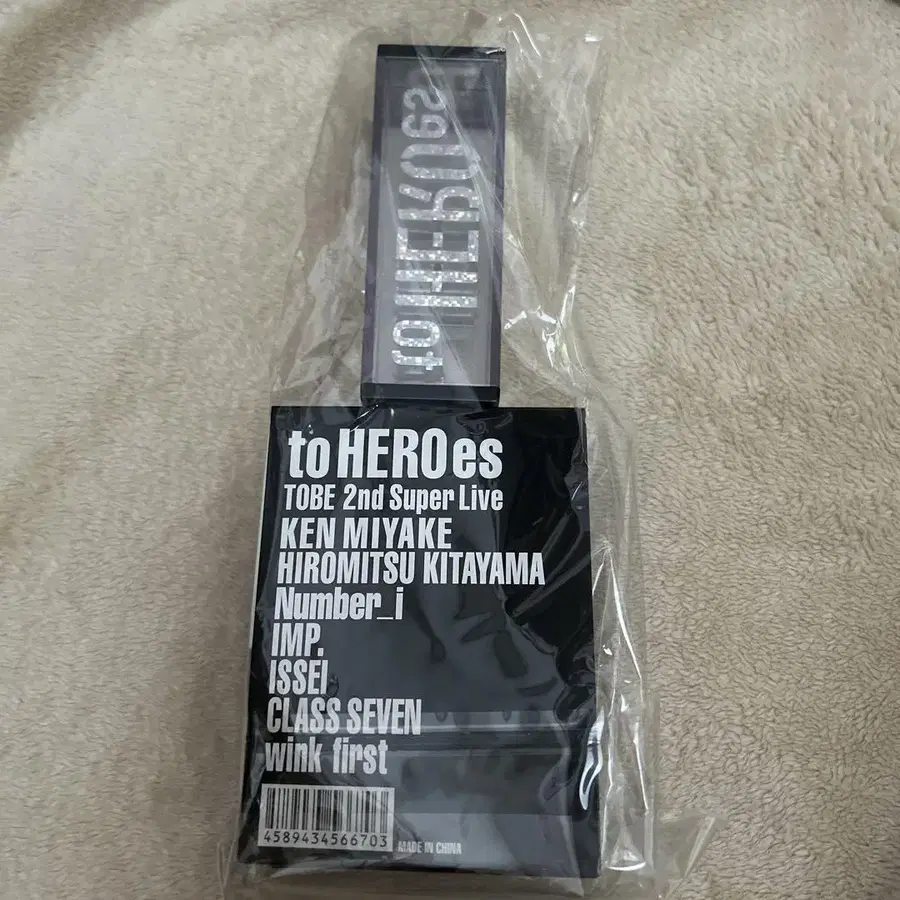 to HEROes
to HEROes
TOBE 2nd Super Live
KEN MIYAKE
HIROMITSU KITAYAMA
Number_i
IMP.
ISSEI
CLASS SEVEN
wink first
4589434566703
MADE IN CHINA